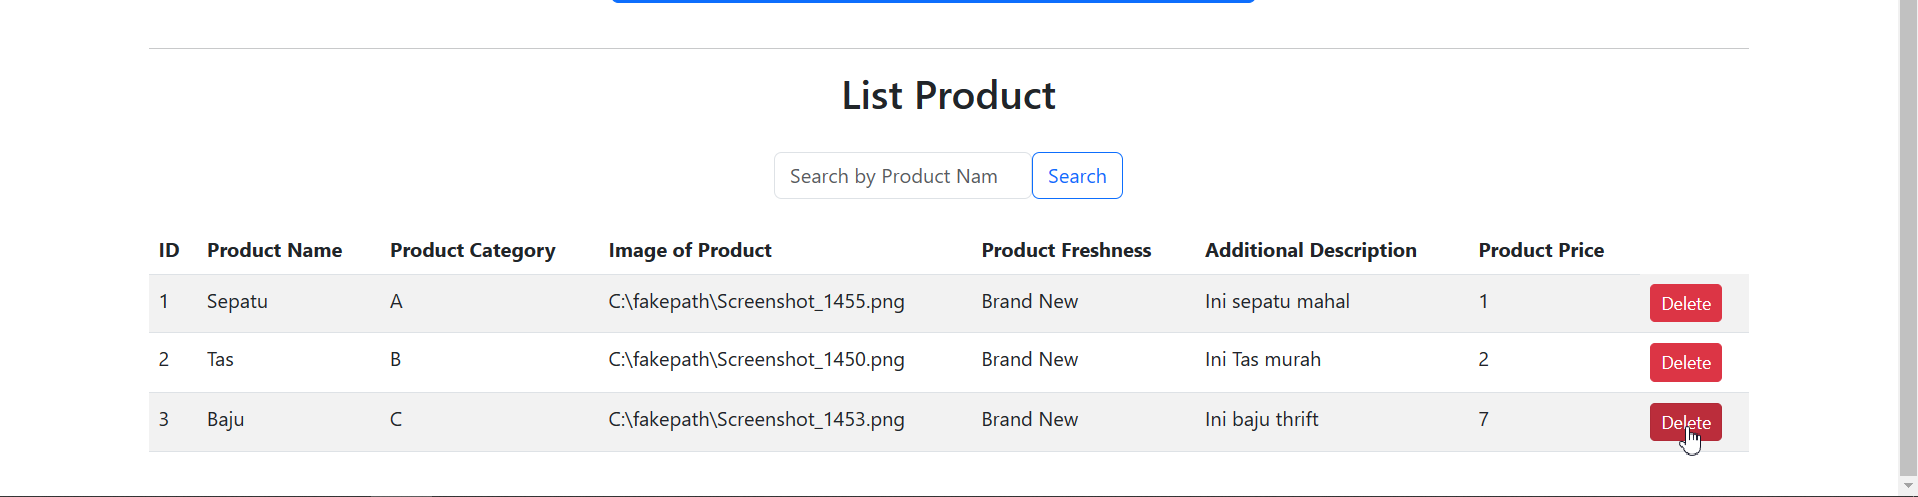 List Product
Search by Product Nam
Search
ID Product Name Product Category Image of Product Product Freshness Additional Description Product Price
1 Sepatu A C:\fakepath\Screenshot_1455.png Brand New Ini sepatu mahal 1 Delete
2 Tas B C:\fakepath\Screenshot_1450.png Brand New Ini Tas murah 2 Delete
3 Baju C C:\fakepath\Screenshot_1453.png Brand New Ini baju thrift 7 Delete